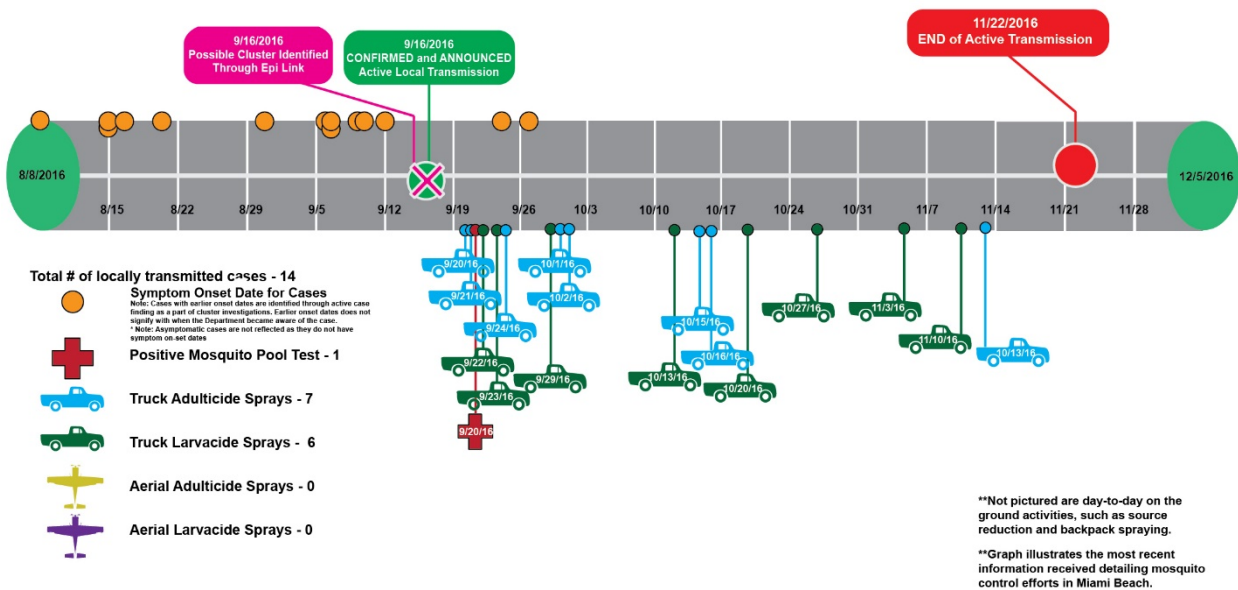 9/16/2016
Possible Cluster Identified
Through Epi Link
9/16/2016
CONFIRMED and ANNOUNCED
Active Local Transmission
11/22/2016
END of Active Transmission
8/8/2016
12/5/2016
8/15
8/22
8/29
9/5
9/12
9/19
9/26
10/3
10/10
10/17
10/24
10/31
11/7
11/14
11/21
11/28
9/20/16
10/1/16
9/21/16
10/2/16
9/24/16
10/15/16
10/27/16
11/3/16
9/22/16
10/16/16
11/10/16
10/13/16
9/29/16
10/13/16
10/20/16
9/23/16
9/20/16
Total # of locally transmitted cases - 14
Symptom Onset Date for Cases
Note: Cases with earlier onset dates are identified through active case
finding as a part of cluster investigations. Earlier onset dates does not
signify with when the Department became aware of the case.
* Note: Asymptomatic cases are not reflected as they do not have
symptom on-set dates
Positive Mosquito Pool Test - 1
Truck Adulticide Sprays - 7
Truck Larvacide Sprays - 6
Aerial Adulticide Sprays - 0
Aerial Larvacide Sprays - 0
**Not pictured are day-to-day on the
ground activities, such as source
reduction and backpack spraying.
**Graph illustrates the most recent
information received detailing mosquito
control efforts in Miami Beach.